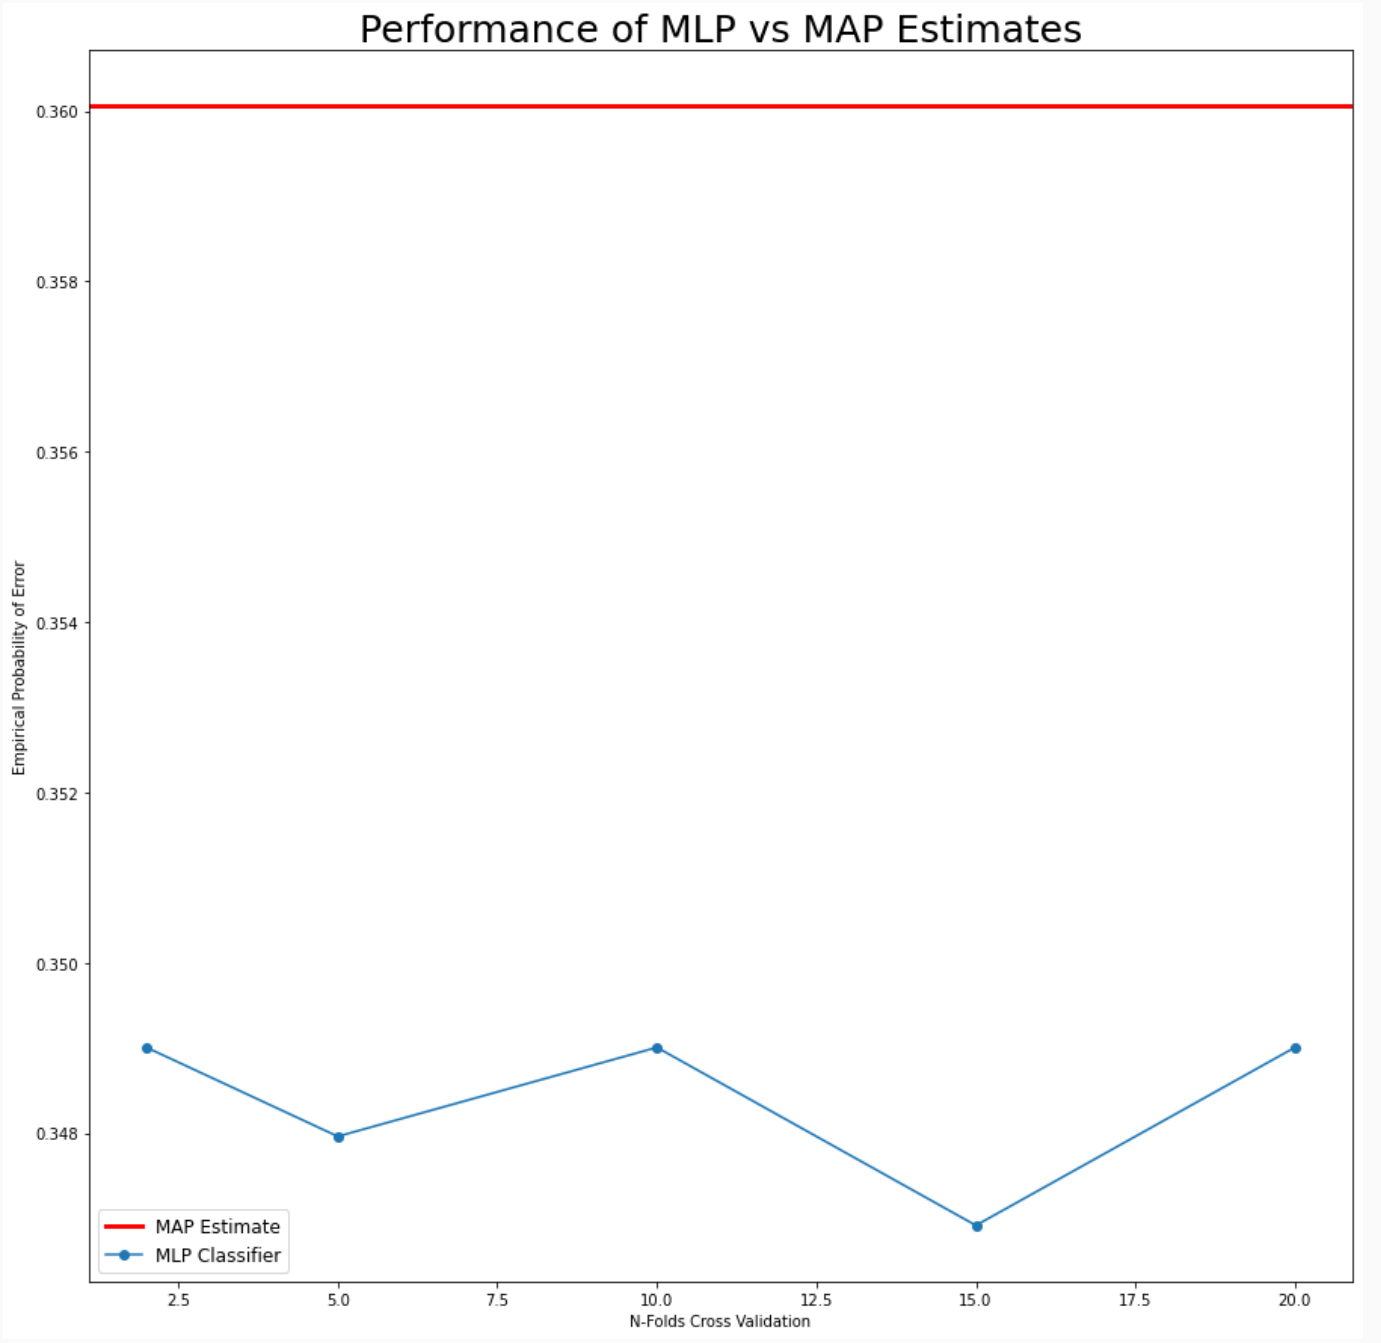 Performance of MLP vs MAP Estimates
0.360
0.358
0.356
0.354
0.352
0.350
0.348
Empirical Probability of Error
MAP Estimate
MLP Classifier
2.5 5.0 7.5 10.0 12.5 15.0 17.5 20.0
N-Folds Cross Validation